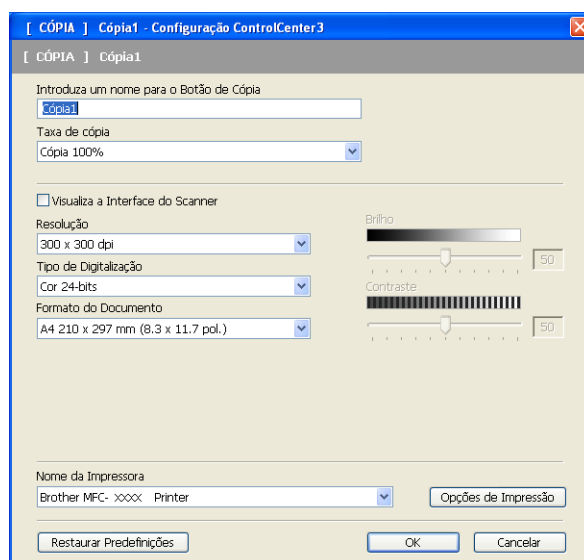 [ CÓPIA ] Cópia1 - Configuração ControlCenter3
[ CÓPIA ] Cópia1
Introduza um nome para o Botão de Cópia
Cópia1
Taxa de cópia
Cópia 100%
Visualiza a Interface do Scanner
Resolução
300 x 300 dpi
Tipo de Digitalização
Cor 24-bits
Formato do Documento
A4 210 x 297 mm (8.3 x 11.7 pol.)
Brilho
50
Contraste
50
Nome da Impressora
Brother MFC- XXXX Printer
Opções de Impressão
Restaurar Predefinições
OK
Cancelar